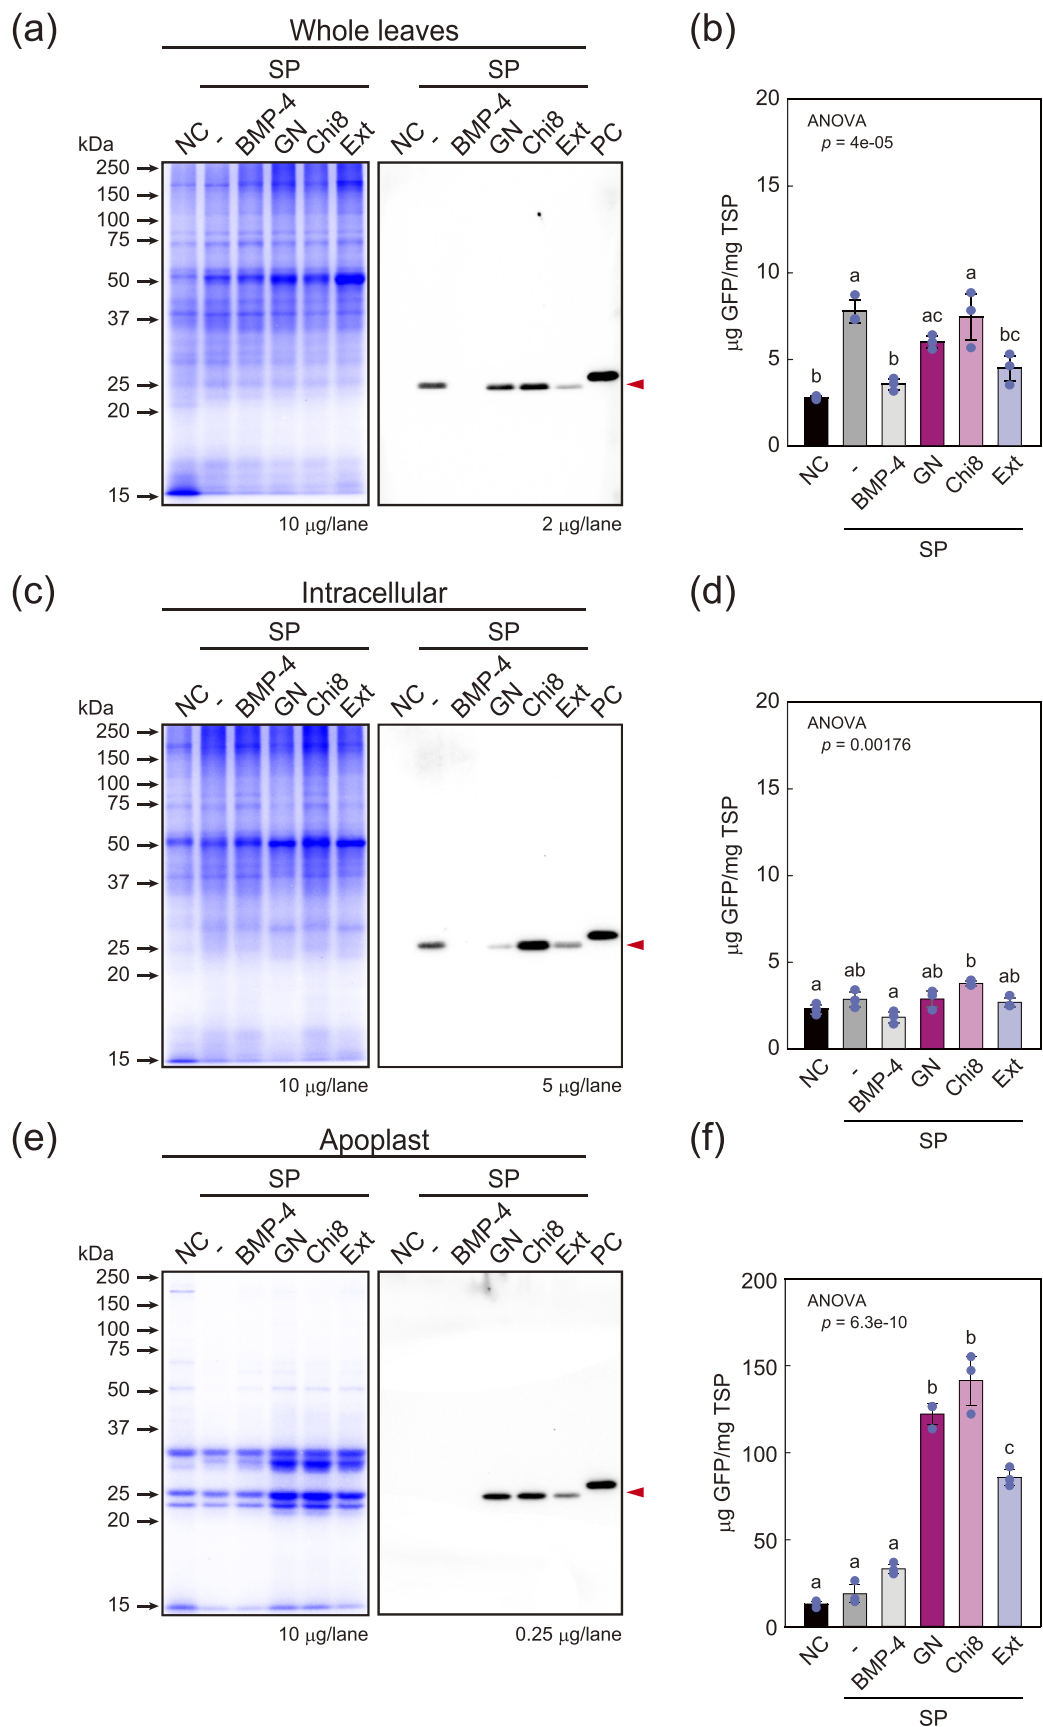 (a)
Whole leaves
SP
SP
NC
-
BMP-4
GN
Chi8
Ext
NC
-
BMP-4
GN
Chi8
Ext
PC
kDa
250
150
100
75
50
37
25
20
15
10 µg/lane
2 µg/lane
(b)
20
15
10
5
0
µg GFP/mg TSP
ANOVA
p = 4e-05
b
a
b
ac
a
bc
NC
-
BMP-4
GN
Chi8
Ext
SP
(c)
Intracellular
SP
SP
NC
-
BMP-4
GN
Chi8
Ext
NC
-
BMP-4
GN
Chi8
Ext
PC
kDa
250
150
100
75
50
37
25
20
15
10 µg/lane
5 µg/lane
(d)
20
15
10
5
0
µg GFP/mg TSP
ANOVA
p = 0.00176
a
ab
a
ab
b
ab
NC
-
BMP-4
GN
Chi8
Ext
SP
(e)
Apoplast
SP
SP
NC
-
BMP-4
GN
Chi8
Ext
NC
-
BMP-4
GN
Chi8
Ext
PC
kDa
250
150
100
75
50
37
25
20
15
10 µg/lane
0.25 µg/lane
(f)
200
150
100
50
0
µg GFP/mg TSP
ANOVA
p = 6.3e-10
a
a
a
b
b
c
NC
-
BMP-4
GN
Chi8
Ext
SP